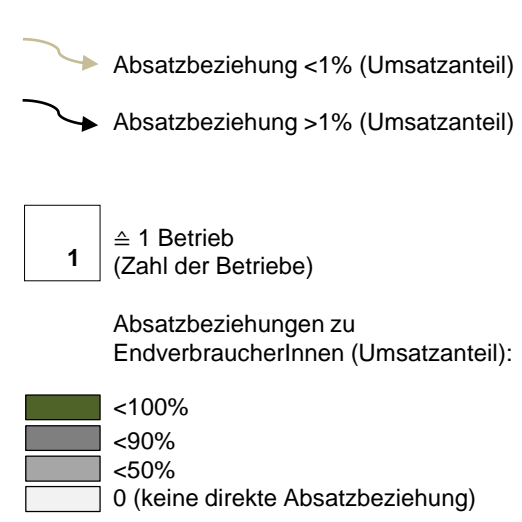 Absatzbeziehung <1% (Umsatzanteil)
Absatzbeziehung >1% (Umsatzanteil)
1
≙ 1 Betrieb
(Zahl der Betriebe)
Absatzbeziehungen zu
EndverbraucherInnen (Umsatzanteil):
<100%
<90%
<50%
0 (keine direkte Absatzbeziehung)